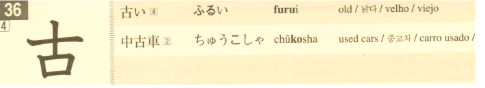 36
4
古
古い 4 ふるい furui old / 낡다 / velho / viejo
中古車 2 ちゅうこしゃ chūkosha used cars / 중고차 / carro usado /